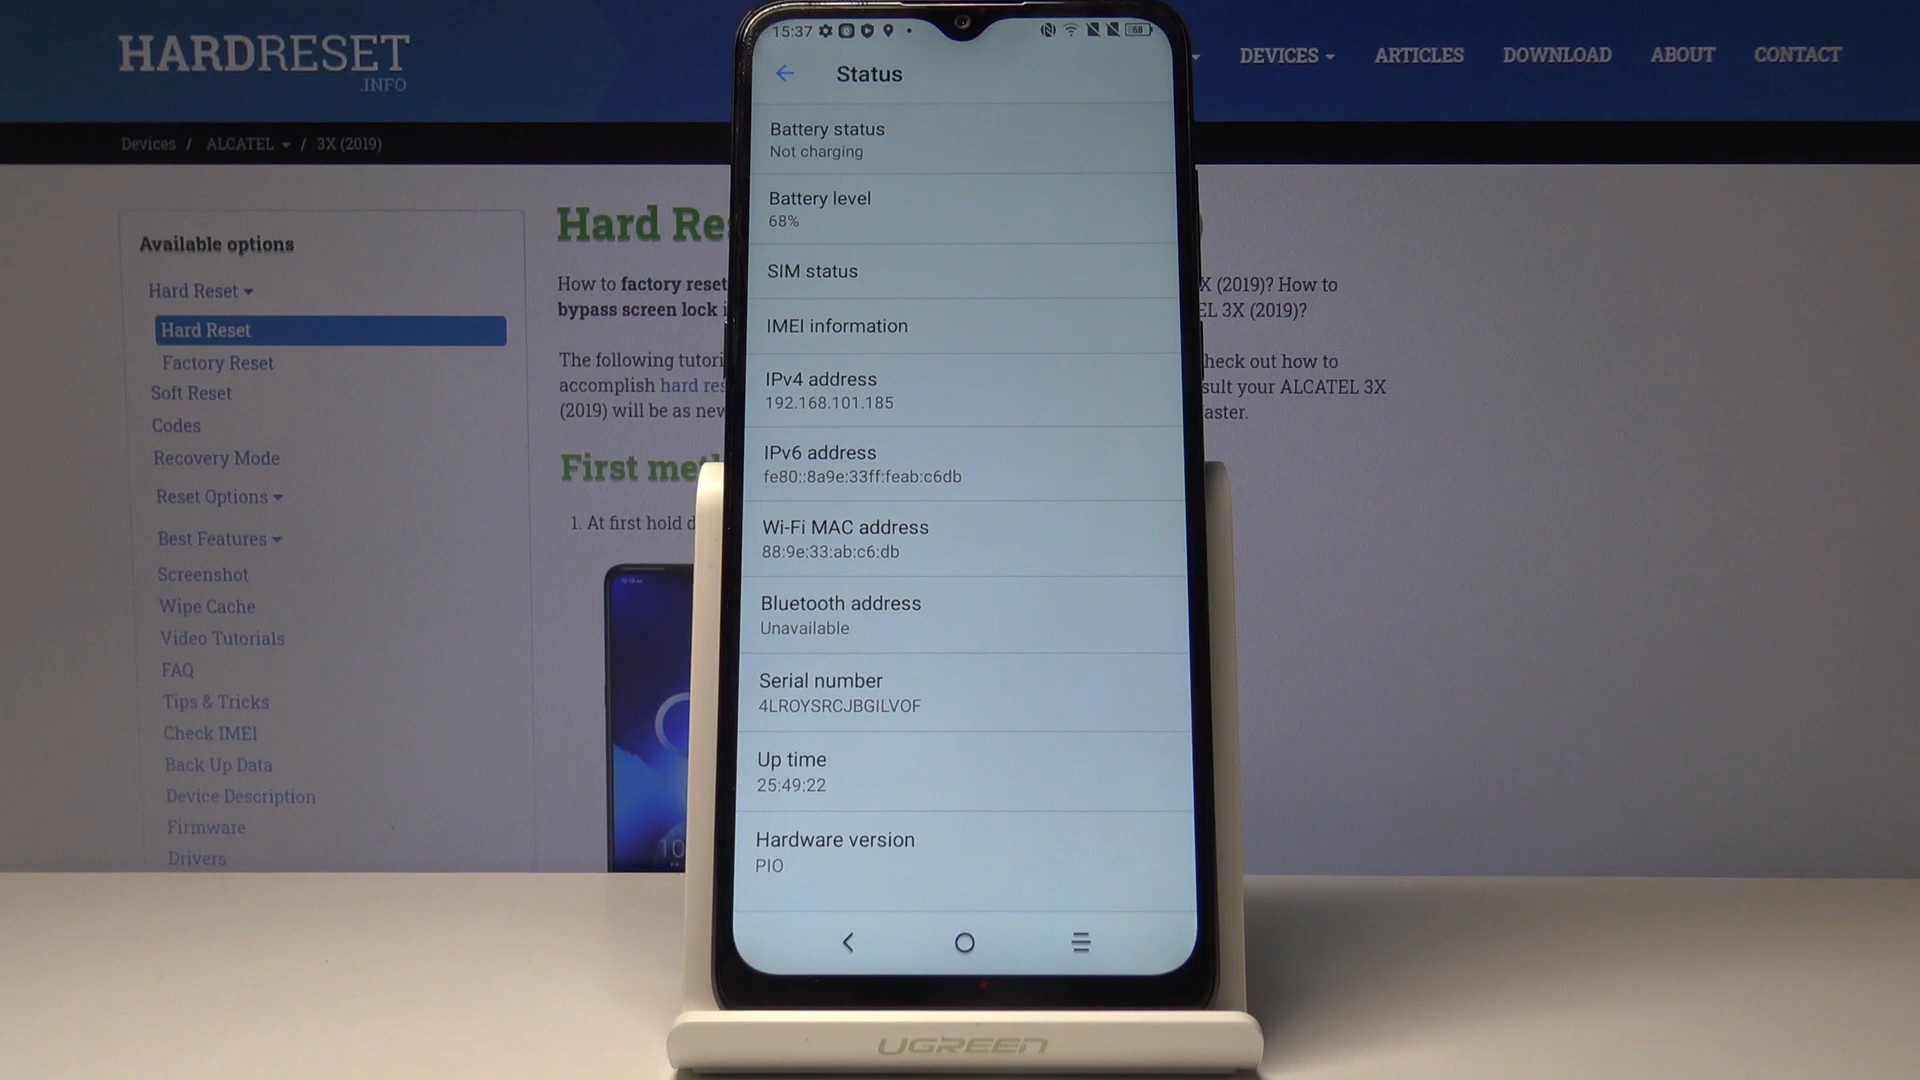 HARDRESET
.INFO
DEVICES
ARTICLES
DOWNLOAD
ABOUT
CONTACT
Devices / ALCATEL / 3X (2019)
Available options
Hard Reset
Hard Reset
Factory Reset
Soft Reset
Codes
Recovery Mode
Reset Options
Best Features
Screenshot
Wipe Cache
Video Tutorials
FAQ
Tips & Tricks
Check IMEI
Back Up Data
Device Description
Firmware
Drivers
Hard Re
How to factory reset
X (2019)? How to
bypass screen lock i
EL 3X (2019)?
The following tutori
heck out how to
accomplish hard res
sult your ALCATEL 3X
(2019) will be as new
aster.
First met
1. At first hold d
15:37
68
Status
Battery status
Not charging
Battery level
68%
SIM status
IMEI information
IPv4 address
192.168.101.185
IPv6 address
fe80::8a9e:33ff:feab:c6db
Wi-Fi MAC address
88:9e:33:ab:c6:db
Bluetooth address
Unavailable
Serial number
4LROYSRCJBGILVOF
Up time
25:49:22
Hardware version
PIO
UGREEN